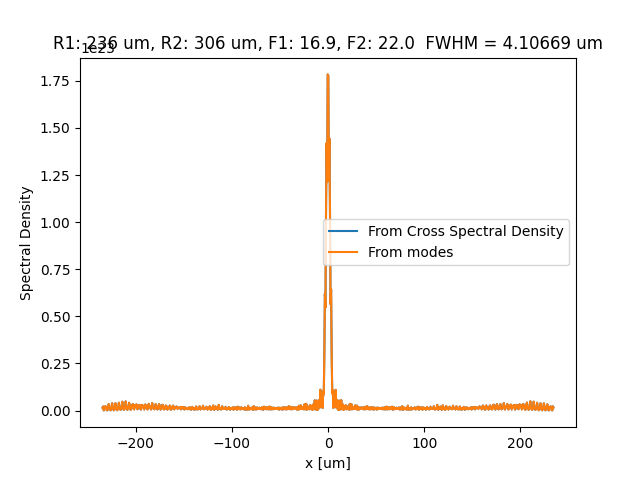 R1: 236 um, R2: 306 um, F1: 16.9, F2: 22.0  FWHM = 4.10669 um
1e23
1.75
1.50
1.25
1.00
0.75
0.50
0.25
0.00
Spectral Density
From Cross Spectral Density
From modes
−200
−100
0
100
200
x [um]